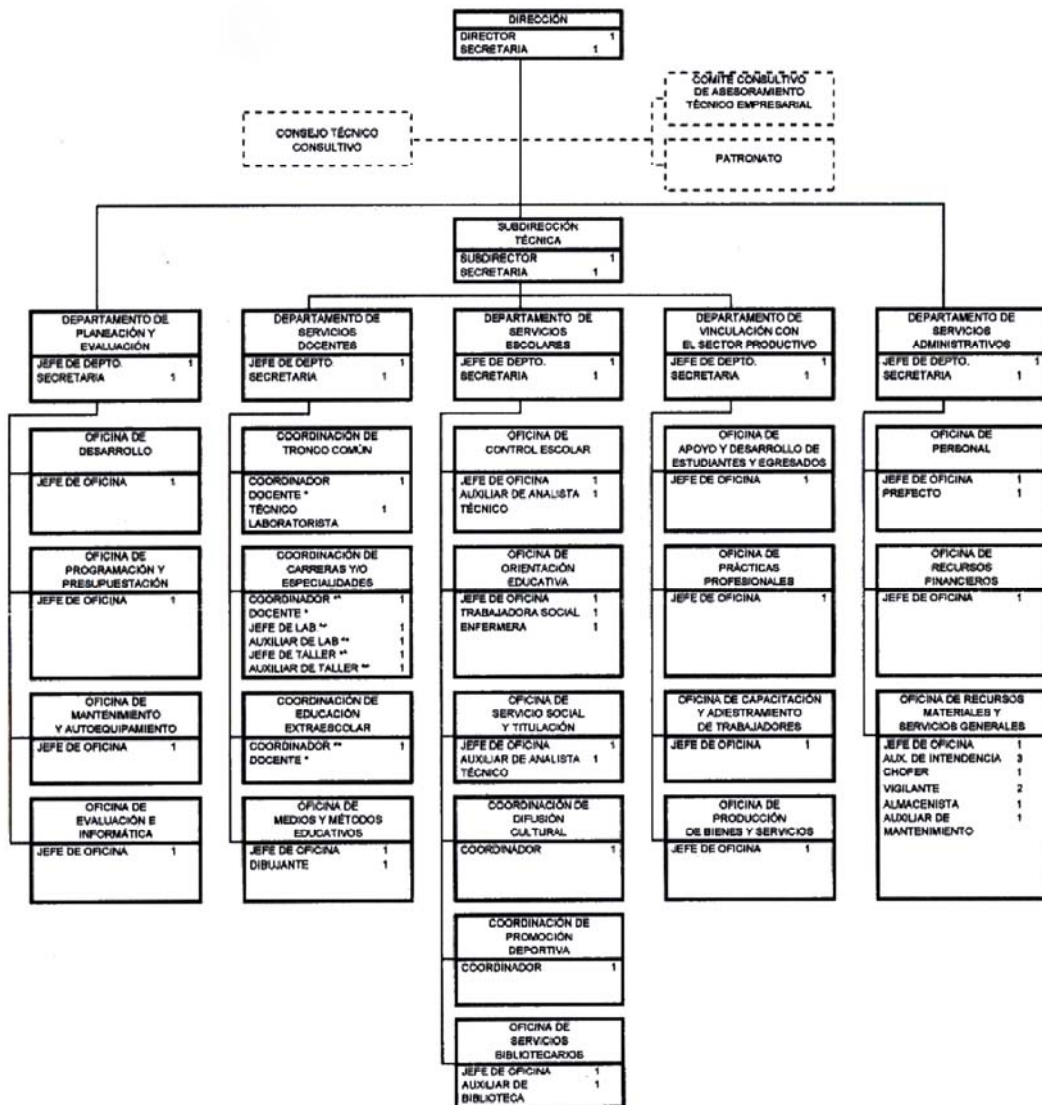 DIRECCIÓN
DIRECTOR 1
SECRETARIA 1
COMITÉ CONSULTIVO
DE ASESORAMIENTO
TÉCNICO EMPRESARIAL
CONSEJO TÉCNICO
CONSULTIVO
PATRONATO
SUBDIRECCIÓN
TÉCNICA
SUBDIRECTOR 1
SECRETARIA 1
DEPARTAMENTO DE
PLANEACIÓN Y
EVALUACIÓN
JEFE DE DEPTO. 1
SECRETARIA 1
OFICINA DE
DESARROLLO
JEFE DE OFICINA 1
OFICINA DE
PROGRAMACIÓN Y
PRESUPUESTACIÓN
JEFE DE OFICINA 1
OFICINA DE
MANTENIMIENTO
Y AUTOEQUIPAMIENTO
JEFE DE OFICINA 1
OFICINA DE
EVALUACIÓN E
INFORMÁTICA
JEFE DE OFICINA 1
DEPARTAMENTO DE
SERVICIOS
DOCENTES
JEFE DE DEPTO. 1
SECRETARIA 1
COORDINACIÓN DE
TRONCO COMÚN
COORDINADOR 1
DOCENTE *
TÉCNICO 1
LABORATORISTA
COORDINACIÓN DE
CARRERAS Y/O
ESPECIALIDADES
COORDINADOR ** 1
DOCENTE *
JEFE DE LAB ** 1
AUXILIAR DE LAB ** 1
JEFE DE TALLER ** 1
AUXILIAR DE TALLER ** 1
COORDINACIÓN DE
EDUCACIÓN
EXTRAESCOLAR
COORDINADOR ** 1
DOCENTE *
OFICINA DE
MEDIOS Y MÉTODOS
EDUCATIVOS
JEFE DE OFICINA 1
DIBUJANTE 1
DEPARTAMENTO DE
SERVICIOS
ESCOLARES
JEFE DE DEPTO. 1
SECRETARIA 1
OFICINA DE
CONTROL ESCOLAR
JEFE DE OFICINA 1
AUXILIAR DE ANALISTA 1
TÉCNICO
OFICINA DE
ORIENTACIÓN
EDUCATIVA
JEFE DE OFICINA 1
TRABAJADORA SOCIAL 1
ENFERMERA 1
OFICINA DE
SERVICIO SOCIAL
Y TITULACIÓN
JEFE DE OFICINA 1
AUXILIAR DE ANALISTA 1
TÉCNICO
COORDINACIÓN DE
DIFUSIÓN
CULTURAL
COORDINADOR 1
COORDINACIÓN DE
PROMOCIÓN
DEPORTIVA
COORDINADOR 1
OFICINA DE
SERVICIOS
BIBLIOTECARIOS
JEFE DE OFICINA 1
AUXILIAR DE 1
BIBLIOTECA
DEPARTAMENTO DE
VINCULACIÓN CON
EL SECTOR PRODUCTIVO
JEFE DE DEPTO. 1
SECRETARIA 1
OFICINA DE
APOYO Y DESARROLLO DE
ESTUDIANTES Y EGRESADOS
JEFE DE OFICINA 1
OFICINA DE
PRÁCTICAS
PROFESIONALES
JEFE DE OFICINA 1
OFICINA DE CAPACITACIÓN
Y ADIESTRAMIENTO
DE TRABAJADORES
JEFE DE OFICINA 1
OFICINA DE
PRODUCCIÓN
DE BIENES Y SERVICIOS
JEFE DE OFICINA 1
DEPARTAMENTO DE
SERVICIOS
ADMINISTRATIVOS
JEFE DE DEPTO. 1
SECRETARIA 1
OFICINA DE
PERSONAL
JEFE DE OFICINA 1
PREFECTO 1
OFICINA DE
RECURSOS
FINANCIEROS
JEFE DE OFICINA 1
OFICINA DE RECURSOS
MATERIALES Y
SERVICIOS GENERALES
JEFE DE OFICINA 1
AUX. DE INTENDENCIA 3
CHOFER 1
VIGILANTE 2
ALMACENISTA 1
AUXILIAR DE 1
MANTENIMIENTO